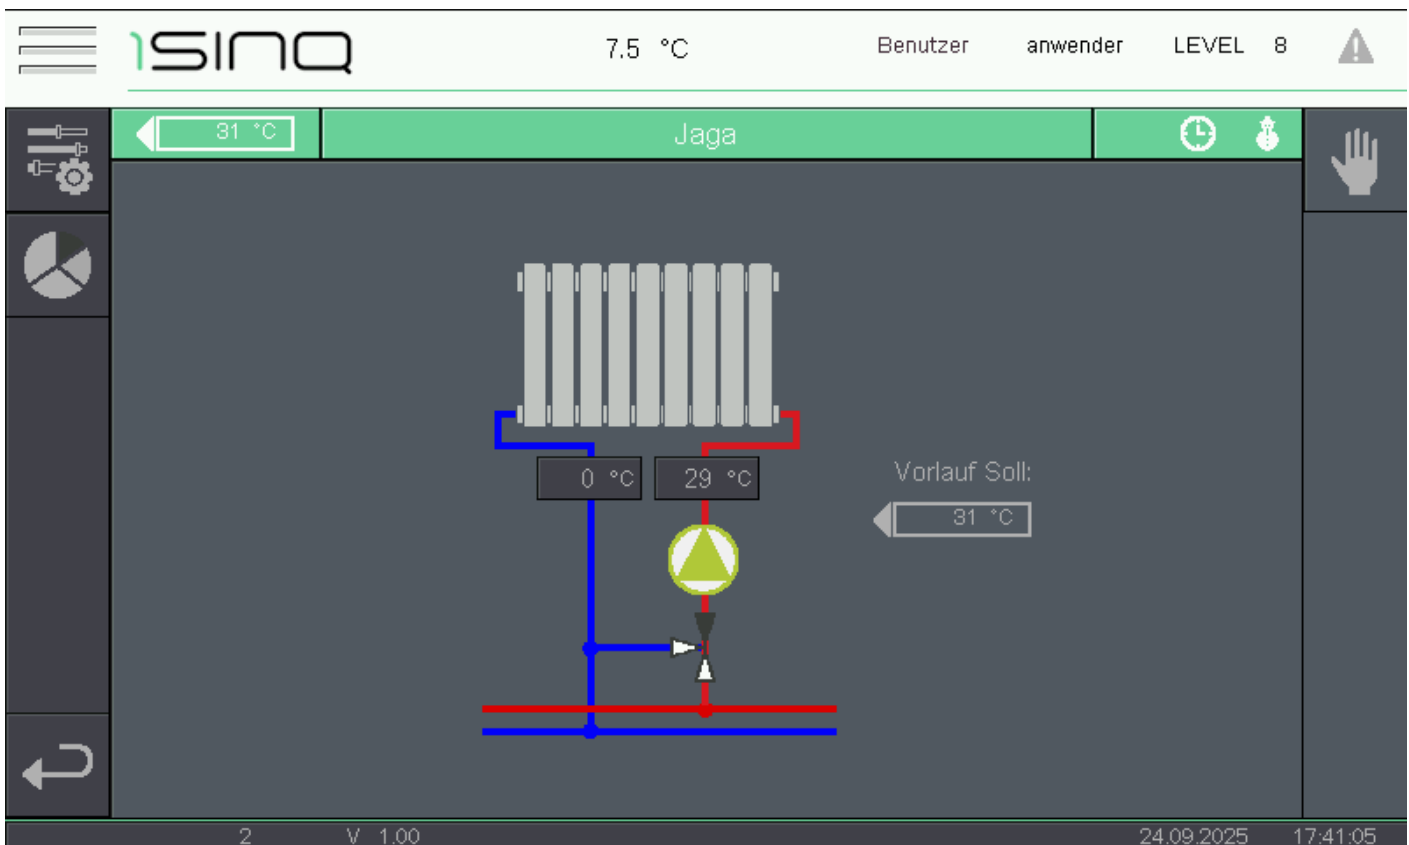 1SINQ
7.5 °C
Benutzer anwender LEVEL 8
31 °C
Jaga
0 °C
29 °C
Vorlauf Soll:
31 °C
2 V 1.00 24.09.2025 17:41:05